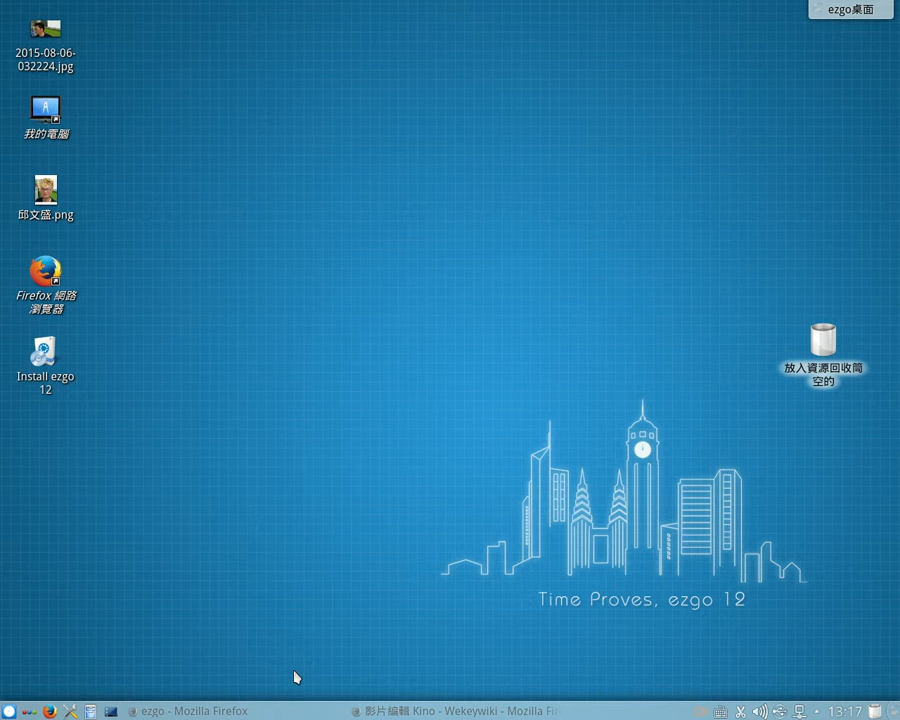 ezgo桌面
2015-08-06-
032224.jpg
我的電腦
邱文盛.png
Firefox 網路
瀏覽器
Install ezgo
12
放入資源回收筒
空的
Time Proves, ezgo 12
ezgo - Mozilla Firefox
影片編輯 Kino - Wekeywiki - Mozilla Fi
13:17